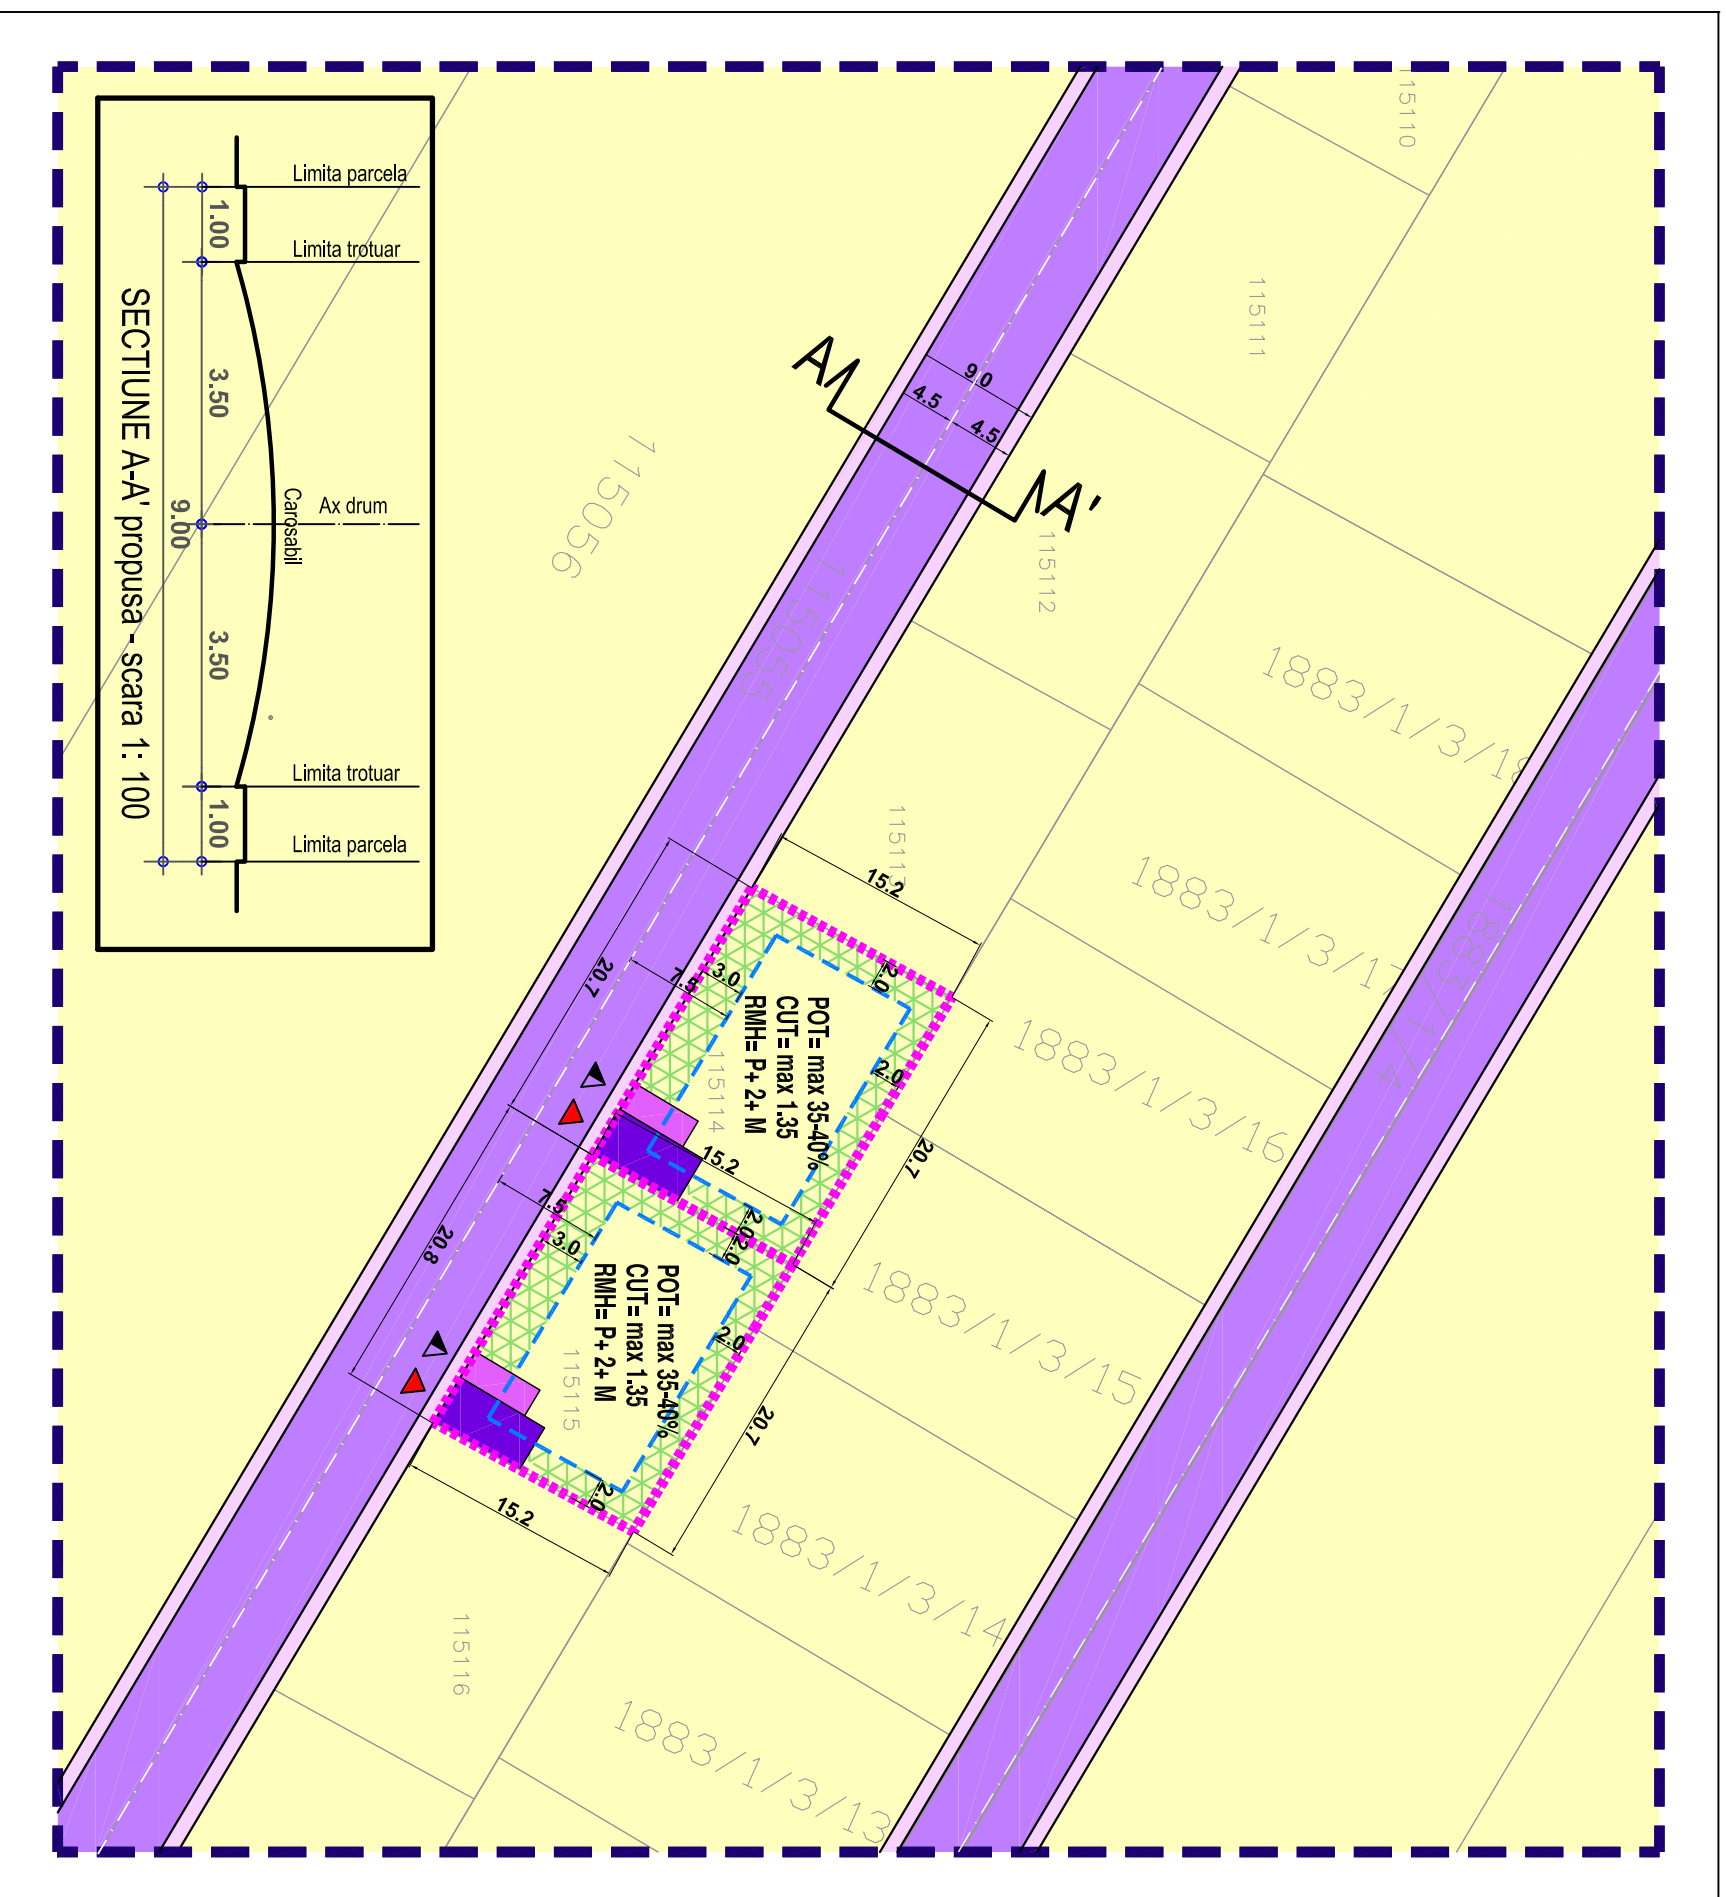 Limita parcela
Limita trotuar
Ax drum
Carosabil
Limita trotuar
Limita parcela
1.00
3.50
3.50
1.00
9.00
SECTIUNE A-A' propusa - scara 1: 100
A
A'
9.0
4.5
4.5
115110
115111
115112
115056
115055
1883/1/3/18
1883/1/3/17
1883/1/3/16
1883/1/3/15
1883/1/3/14
1883/1/3/13
1883/1/4
15.2
20.7
7.5
3.0
2.0
2.0
POT= max 35-40%
CUT= max 1.35
RMH= P+ 2+ M
115114
15.2
20.7
20.8
7.5
3.0
2.0
2.0
2.0
POT= max 35-40%
CUT= max 1.35
RMH= P+ 2+ M
115115
20.7
2.0
15.2
115116